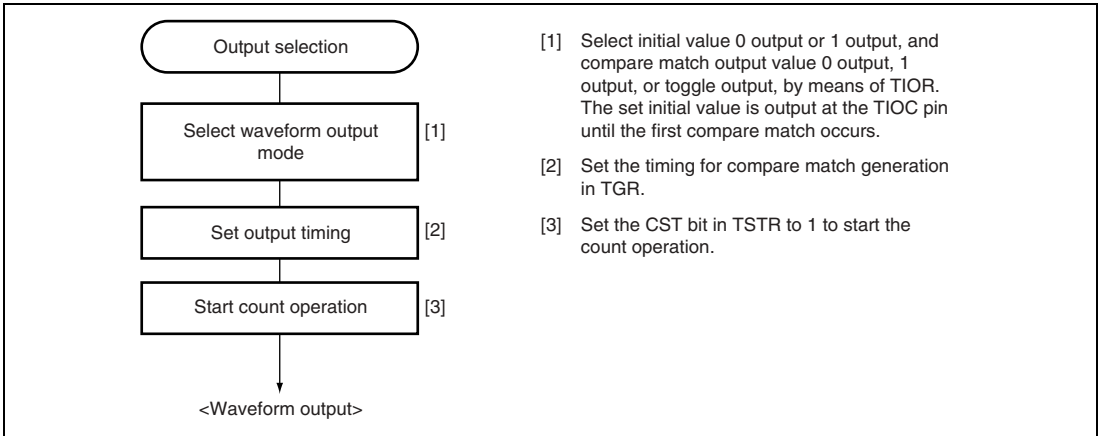 Output selection
Select waveform output
mode
[1]
Set output timing
[2]
Start count operation
[3]
<Waveform output>
[1] Select initial value 0 output or 1 output, and
compare match output value 0 output, 1
output, or toggle output, by means of TIOR.
The set initial value is output at the TIOC pin
until the first compare match occurs.
[2] Set the timing for compare match generation
in TGR.
[3] Set the CST bit in TSTR to 1 to start the
count operation.